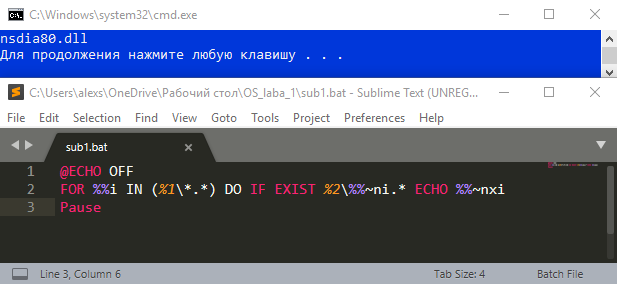 C:\Windows\system32\cmd.exe
nsdia80.dll
Для продолжения нажмите любую клавишу . . .
C:\Users\alexs\OneDrive\Рабочий стол\OS_laba_1\sub1.bat - Sublime Text (UNREG...
File Edit Selection Find View Goto Tools Project Preferences Help
sub1.bat
1 @ECHO OFF
2 FOR %%i IN (%1\*.*) DO IF EXIST %2\%%~ni.* ECHO %%~nxi
3 Pause
Line 3, Column 6 Tab Size: 4 Batch File